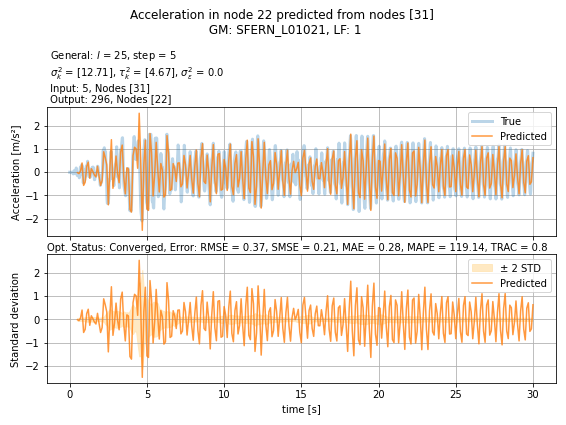 Acceleration in node 22 predicted from nodes [31]
GM: SFERN_L01021, LF: 1
General: l = 25, step = 5
σ²ₖ = [12.71], τ²ₖ = [4.67], σ²ε = 0.0
Input: 5, Nodes [31]
Output: 296, Nodes [22]
True
Predicted
Acceleration [m/s²]
2
1
0
−1
−2
Opt. Status: Converged, Error: RMSE = 0.37, SMSE = 0.21, MAE = 0.28, MAPE = 119.14, TRAC = 0.8
± 2 STD
Predicted
Standard deviation
2
1
0
−1
−2
0 5 10 15 20 25 30
time [s]